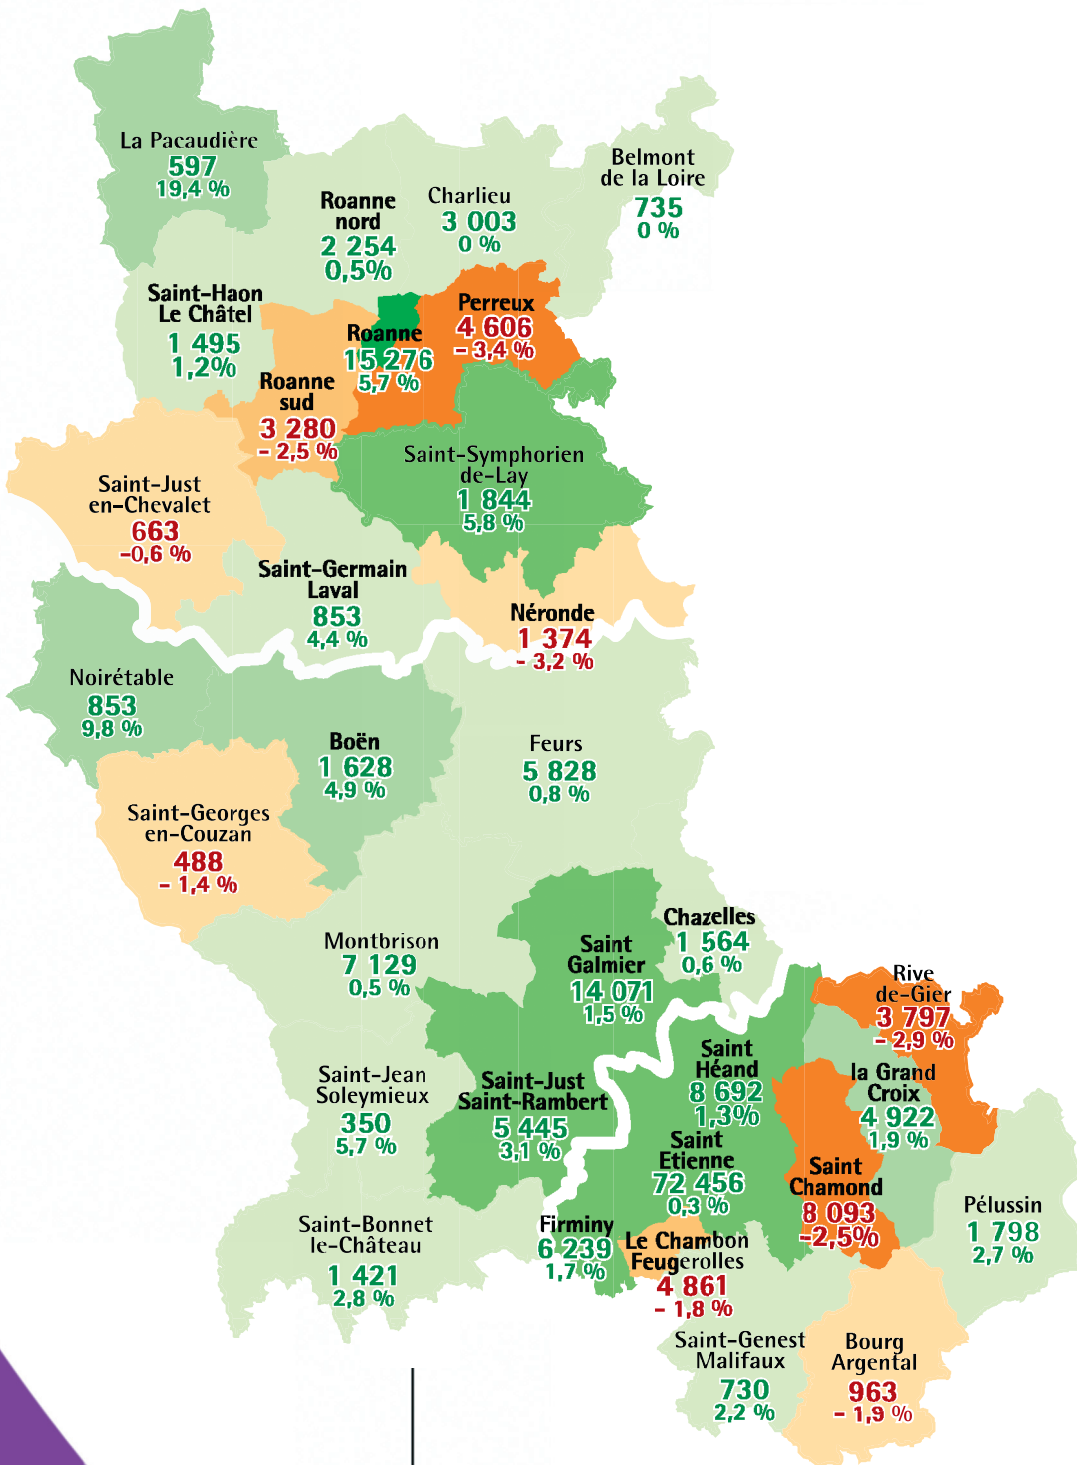 La Pacaudière
597
19,4 %
Belmont
de la Loire
735
0 %
Roanne
nord
2 254
0,5%
Charlieu
3 003
0 %
Saint-Haon
Le Châtel
1 495
1,2%
Roanne
15 276
5,7 %
Perreux
4 606
- 3,4 %
Roanne
sud
3 280
- 2,5 %
Saint-Symphorien
de-Lay
1 844
5,8 %
Saint-Just
en-Chevalet
663
-0,6 %
Saint-Germain
Laval
853
4,4 %
Néronde
1 374
- 3,2 %
Noirétable
853
9,8 %
Boën
1 628
4,9 %
Feurs
5 828
0,8 %
Saint-Georges
en-Couzan
488
- 1,4 %
Montbrison
7 129
0,5 %
Saint
Galmier
14 071
1,5 %
Chazelles
1 564
0,6 %
Rive
de-Gier
3 797
- 2,9 %
Saint-Jean
Soleymieux
350
5,7 %
Saint-Just
Saint-Rambert
5 445
3,1 %
Saint
Héand
8 692
1,3%
la Grand
Croix
4 922
1,9 %
Saint
Etienne
72 456
0,3 %
Saint
Chamond
8 093
-2,5%
Pélussin
1 798
2,7 %
Saint-Bonnet
le-Château
1 421
2,8 %
Firminy
6 239
1,7 %
Le Chambon
Feugerolles
4 861
- 1,8 %
Saint-Genest
Malifaux
730
2,2 %
Bourg
Argental
963
- 1,9 %